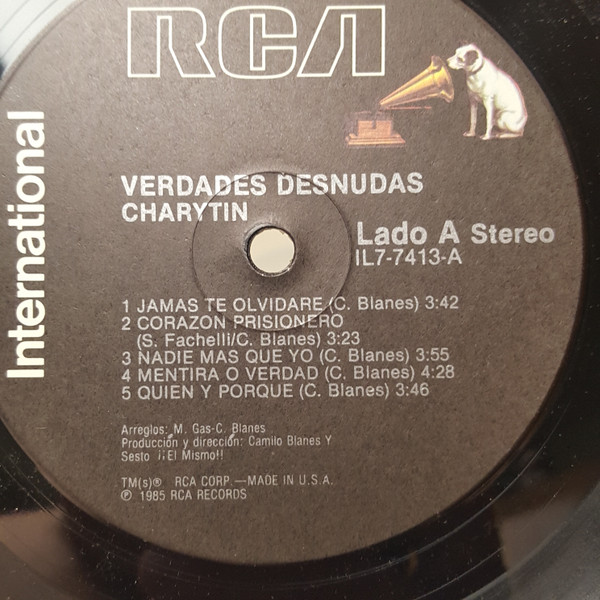 RCA
International
VERDADES DESNUDAS
CHARYTIN
Lado A Stereo
IL7-7413-A
1 JAMAS TE OLVIDARE (C. Blanes) 3:42
2 CORAZON PRISIONERO
(S. Fachelli/C. Blanes) 3:23
3 NADIE MAS QUE YO (C. Blanes) 3:55
4 MENTIRA O VERDAD (C. Blanes) 4:28
5 QUIEN Y PORQUE (C. Blanes) 3:46
Arreglos: M. Gas-C. Blanes
Producción y dirección: Camilo Blanes Y
Sesto ¡¡El Mismo!!
TM(s)® RCA CORP.—MADE IN U.S.A.
℗ 1985 RCA RECORDS